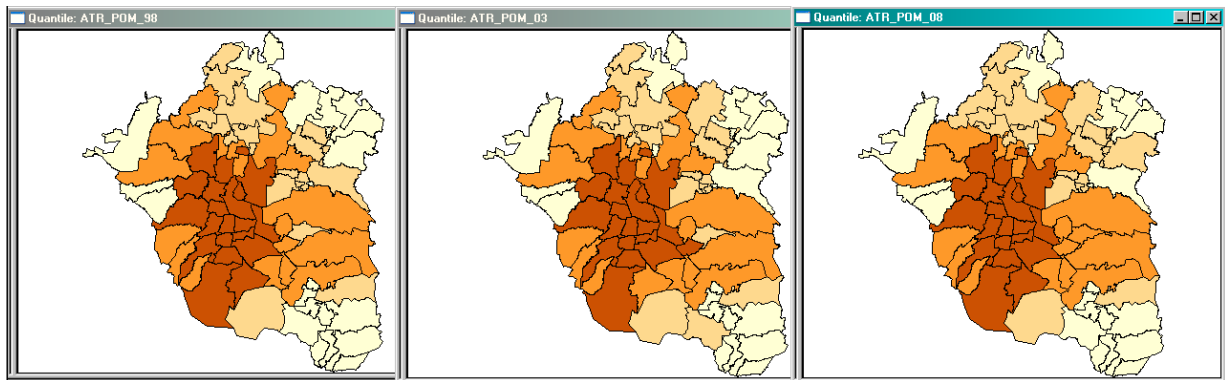 Quantile: ATR_POM_98
Quantile: ATR_POM_03
Quantile: ATR_POM_08